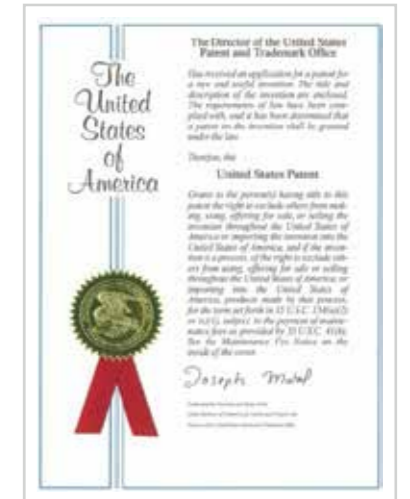 The
United
States
of
America
The Director of the United States
Patent and Trademark Office
Has received an application for a patent for
a new and useful invention. The title and
description of the invention are enclosed.
The requirements of law have been com-
plied with, and it has been determined that
a patent on the invention shall be granted
under the law.
Therefore, this
United States Patent
Grants to the person(s) having title to this
patent the right to exclude others from mak-
ing, using, offering for sale, or selling the
invention throughout the United States of
America or importing the invention into the
United States of America, and if the inven-
tion is a process, of the right to exclude oth-
ers from using, offering for sale or selling
throughout the United States of America, or
importing into the United States of
America, products made by that process,
for the term set forth in 35 U.S.C. 154(a)(2)
or (c)(1), subject to the payment of mainte-
nance fees as provided by 35 U.S.C. 41(b).
See the Maintenance Fee Notice on the
inside of the cover.
Joseph Matal